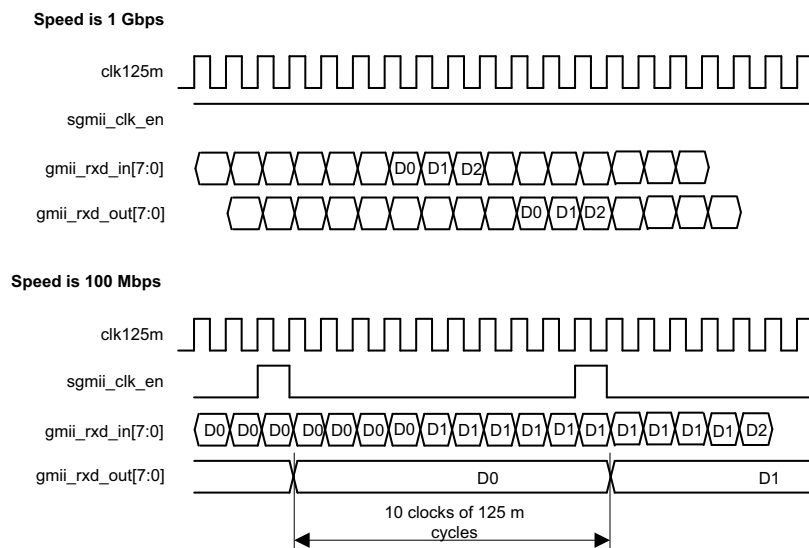 Speed is 1 Gbps
clk125m
sgmii_clk_en
gmii_rxd_in[7:0]
D0 D1 D2
gmii_rxd_out[7:0]
D0 D1 D2
Speed is 100 Mbps
clk125m
sgmii_clk_en
gmii_rxd_in[7:0]
D0 D0 D0 D0 D0 D0 D0 D1 D1 D1 D1 D1 D1 D1 D1 D1 D1 D2
gmii_rxd_out[7:0]
D0 D1
10 clocks of 125 m
cycles